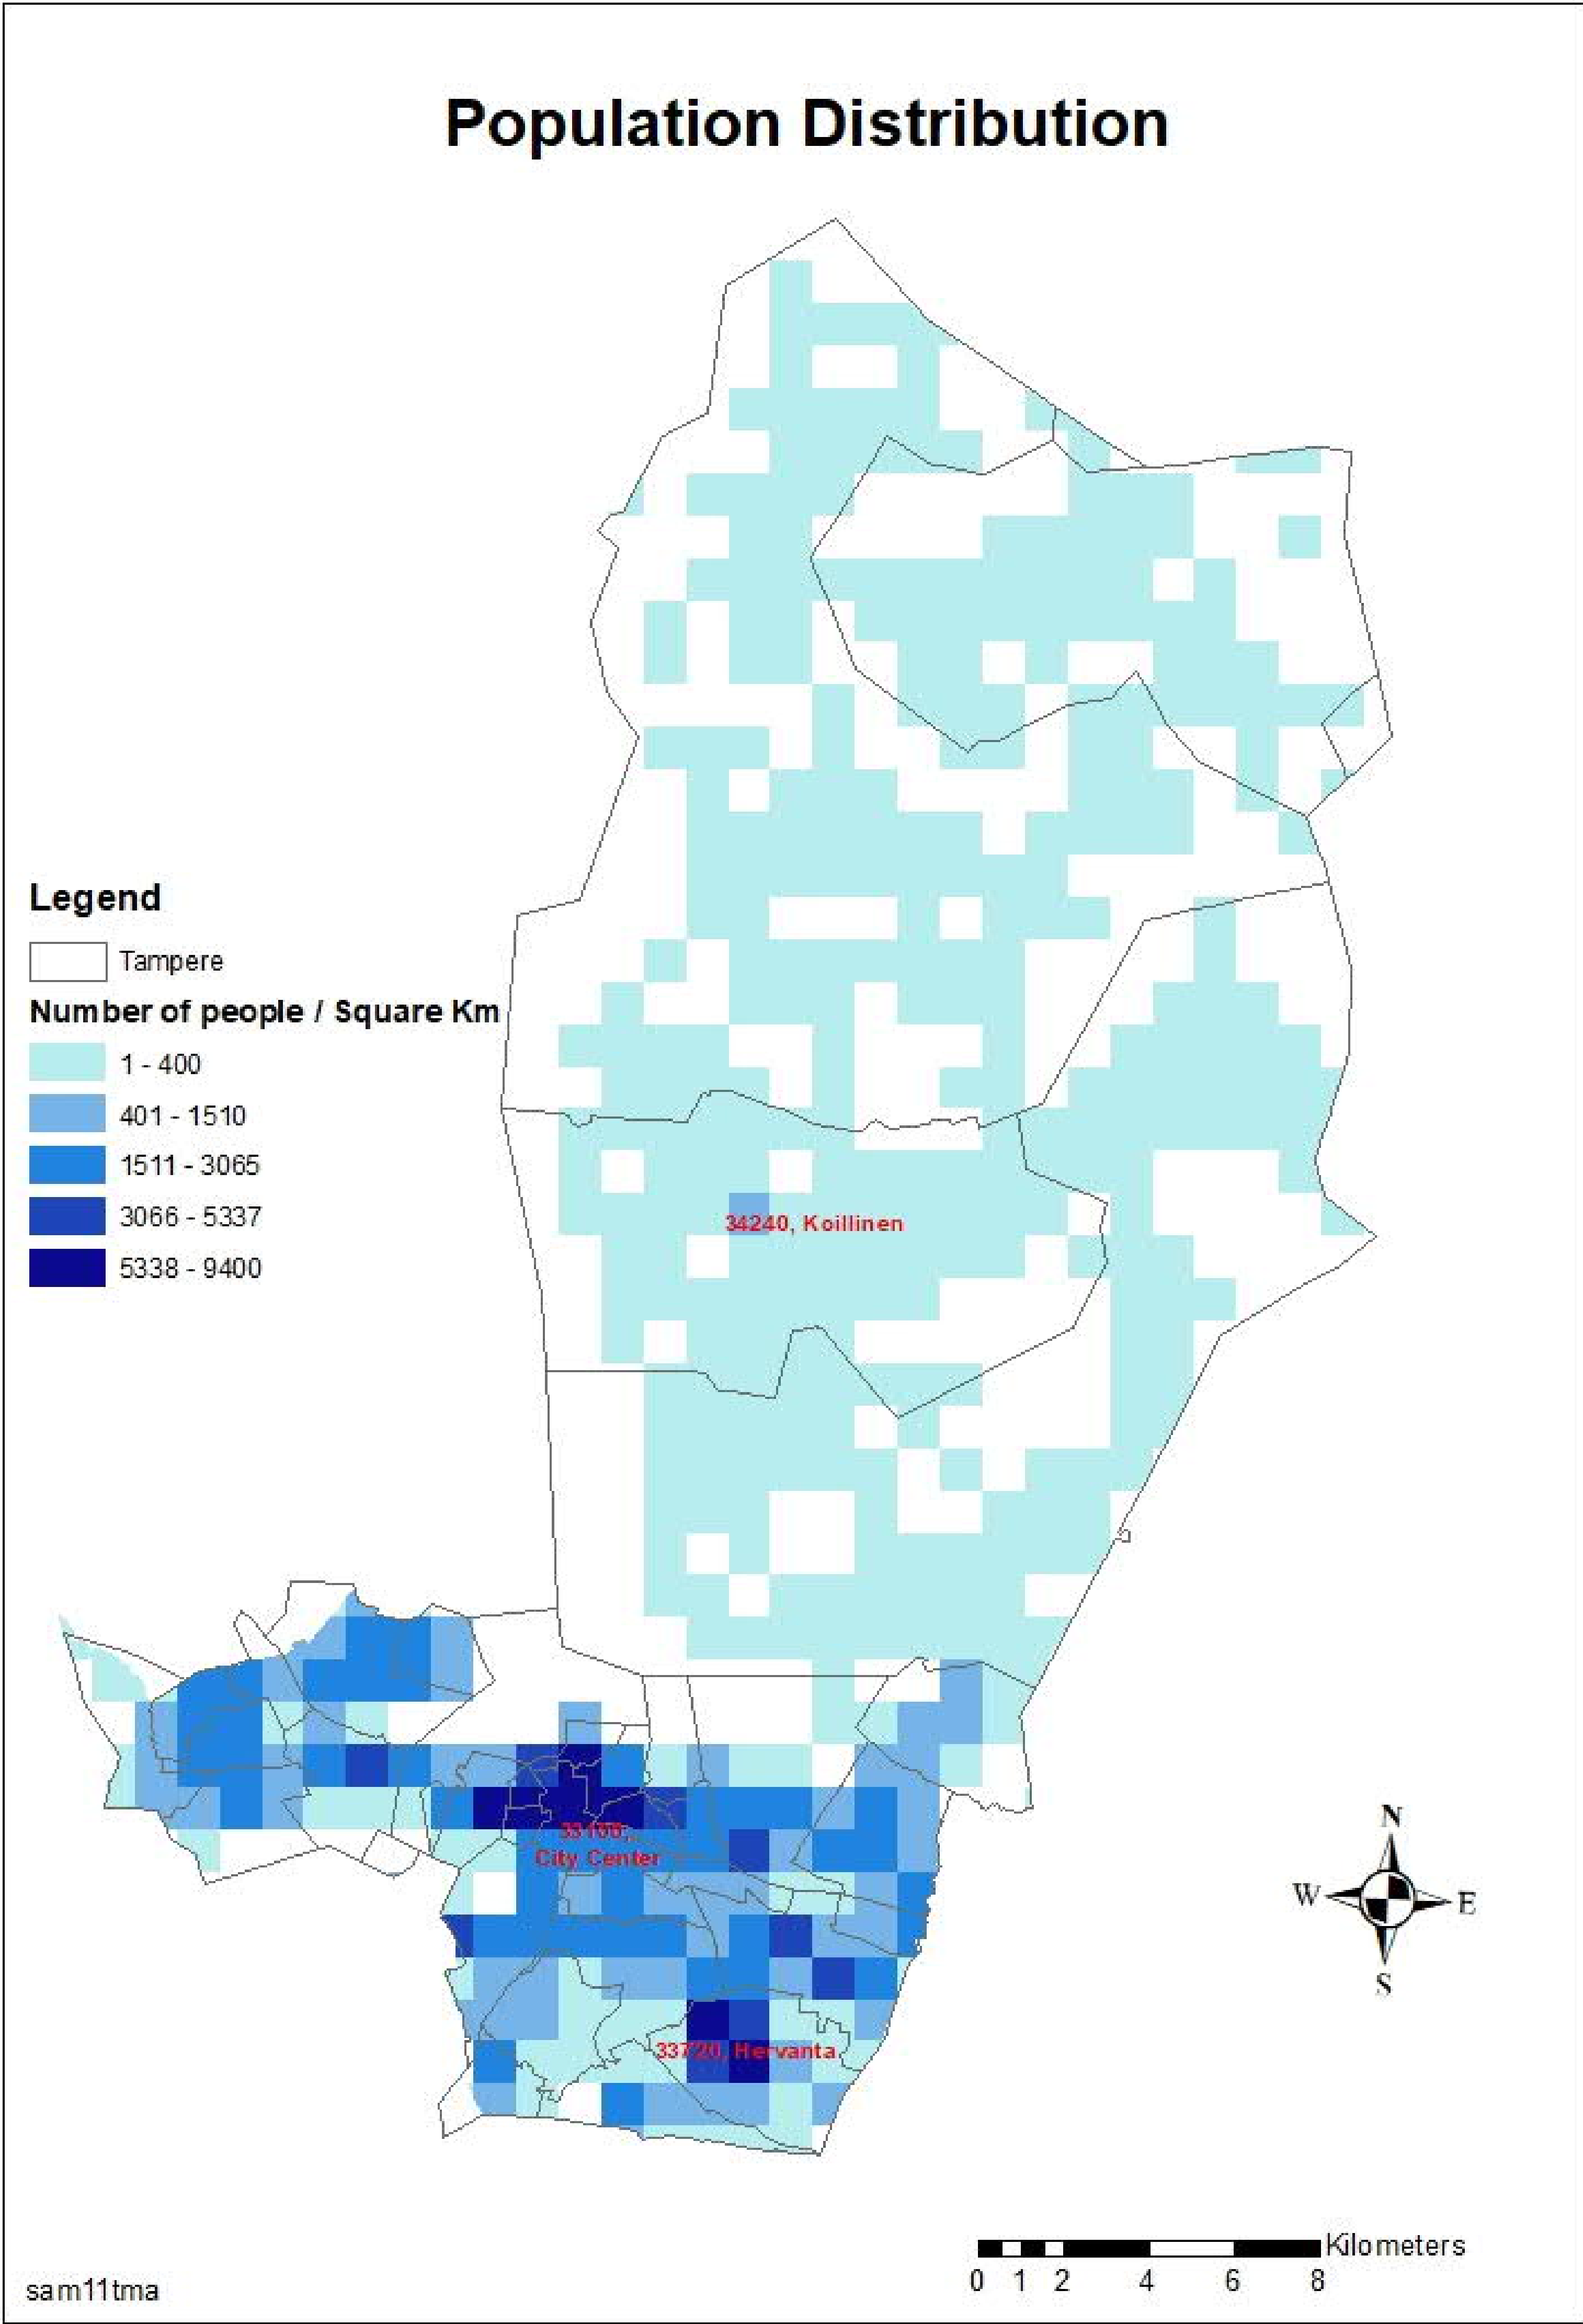 Population Distribution
Legend
Tampere
Number of people / Square Km
1 - 400
401 - 1510
1511 - 3065
3066 - 5337
5338 - 9400
34240, Koillinen
33100,
City Center
33720, Hervanta
N
W
E
S
Kilometers
0 1 2 4 6 8
sam11tma